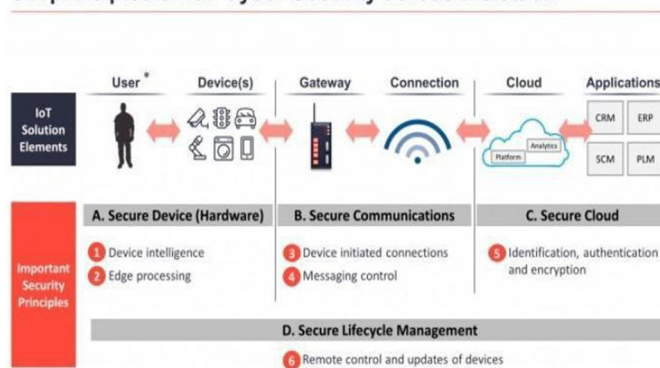 User *
Device(s)
Gateway
Connection
Cloud
Applications
IoT
Solution
Elements
Platform
Analytics
CRM
ERP
SCM
PLM
A. Secure Device (Hardware)
B. Secure Communications
C. Secure Cloud
Important
Security
Principles
1 Device intelligence
2 Edge processing
3 Device initiated connections
4 Messaging control
5 Identification, authentication
and encryption
D. Secure Lifecycle Management
6 Remote control and updates of devices